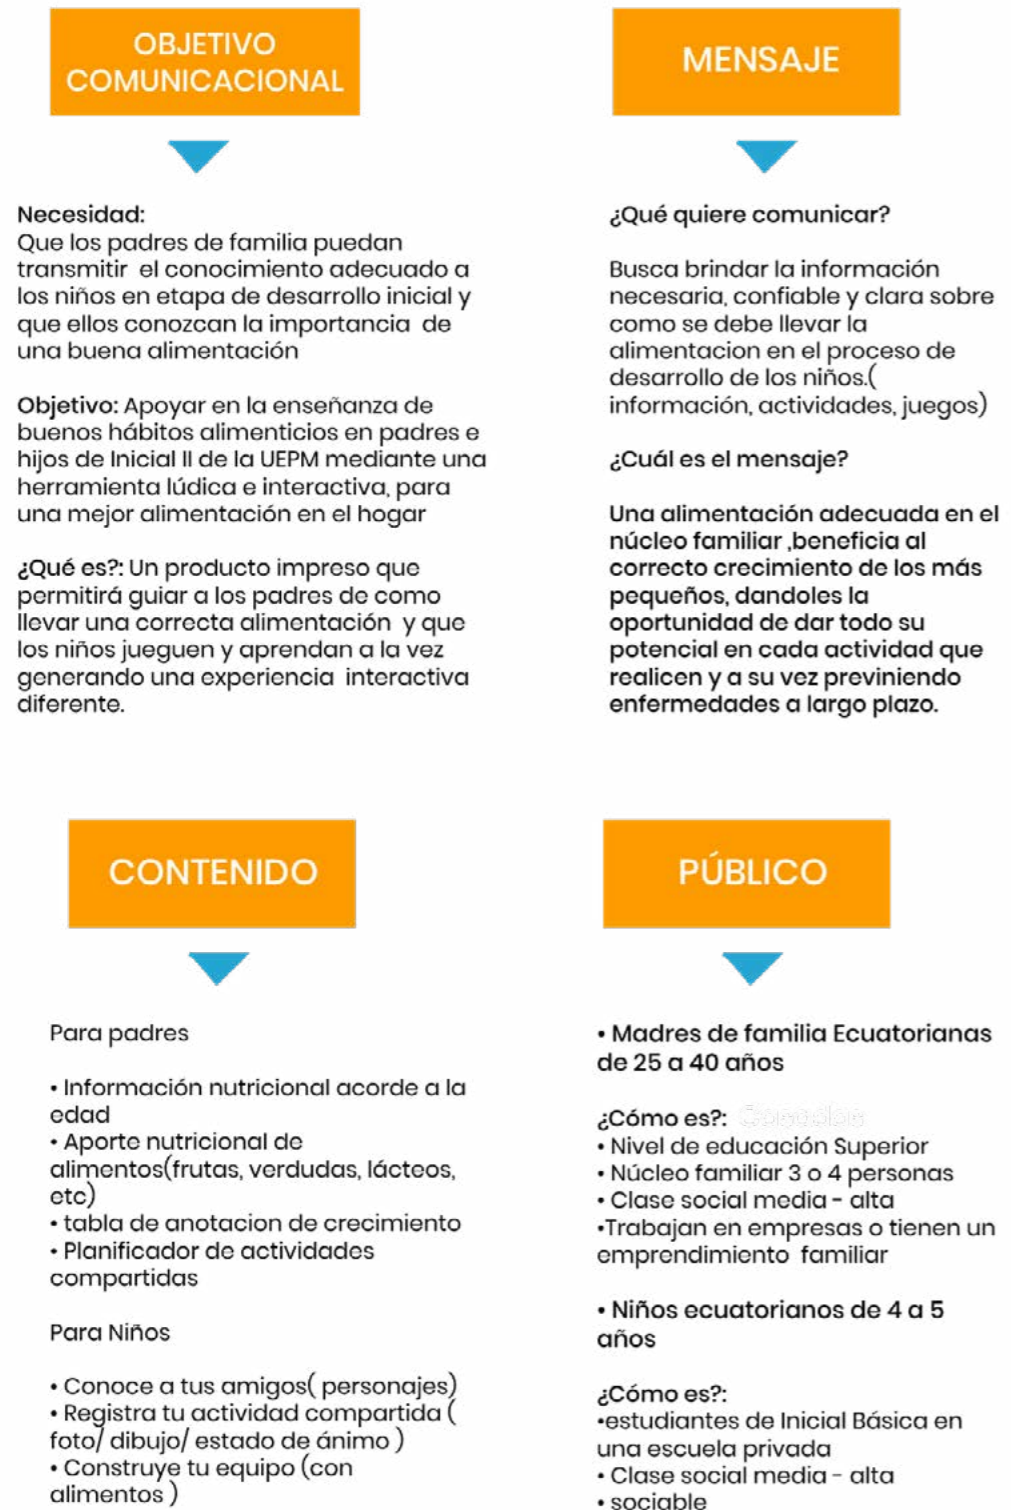 OBJETIVO
COMUNICACIONAL
Necesidad:
Que los padres de familia puedan
transmitir el conocimiento adecuado a
los niños en etapa de desarrollo inicial y
que ellos conozcan la importancia de
una buena alimentación
Objetivo: Apoyar en la enseñanza de
buenos hábitos alimenticios en padres e
hijos de Inicial II de la UEPM mediante una
herramienta lúdica e interactiva, para
una mejor alimentación en el hogar
¿Qué es?: Un producto impreso que
permitirá guiar a los padres de como
llevar una correcta alimentación y que
los niños jueguen y aprendan a la vez
generando una experiencia interactiva
diferente.
MENSAJE
¿Qué quiere comunicar?
Busca brindar la información
necesaria, confiable y clara sobre
como se debe llevar la
alimentacion en el proceso de
desarrollo de los niños.(
información, actividades, juegos)
¿Cuál es el mensaje?
Una alimentación adecuada en el
núcleo familiar ,beneficia al
correcto crecimiento de los más
pequeños, dandoles la
oportunidad de dar todo su
potencial en cada actividad que
realicen y a su vez previniendo
enfermedades a largo plazo.
CONTENIDO
Para padres
• Información nutricional acorde a la
edad
• Aporte nutricional de
alimentos(frutas, verdudas, lácteos,
etc)
• tabla de anotacion de crecimiento
• Planificador de actividades
compartidas
Para Niños
• Conoce a tus amigos( personajes)
• Registra tu actividad compartida (
foto/ dibujo/ estado de ánimo )
• Construye tu equipo (con
alimentos )
PÚBLICO
• Madres de familia Ecuatorianas
de 25 a 40 años
¿Cómo es?:
• Nivel de educación Superior
• Núcleo familiar 3 o 4 personas
• Clase social media - alta
•Trabajan en empresas o tienen un
emprendimiento familiar
• Niños ecuatorianos de 4 a 5
años
¿Cómo es?:
•estudiantes de Inicial Básica en
una escuela privada
• Clase social media - alta
• sociable